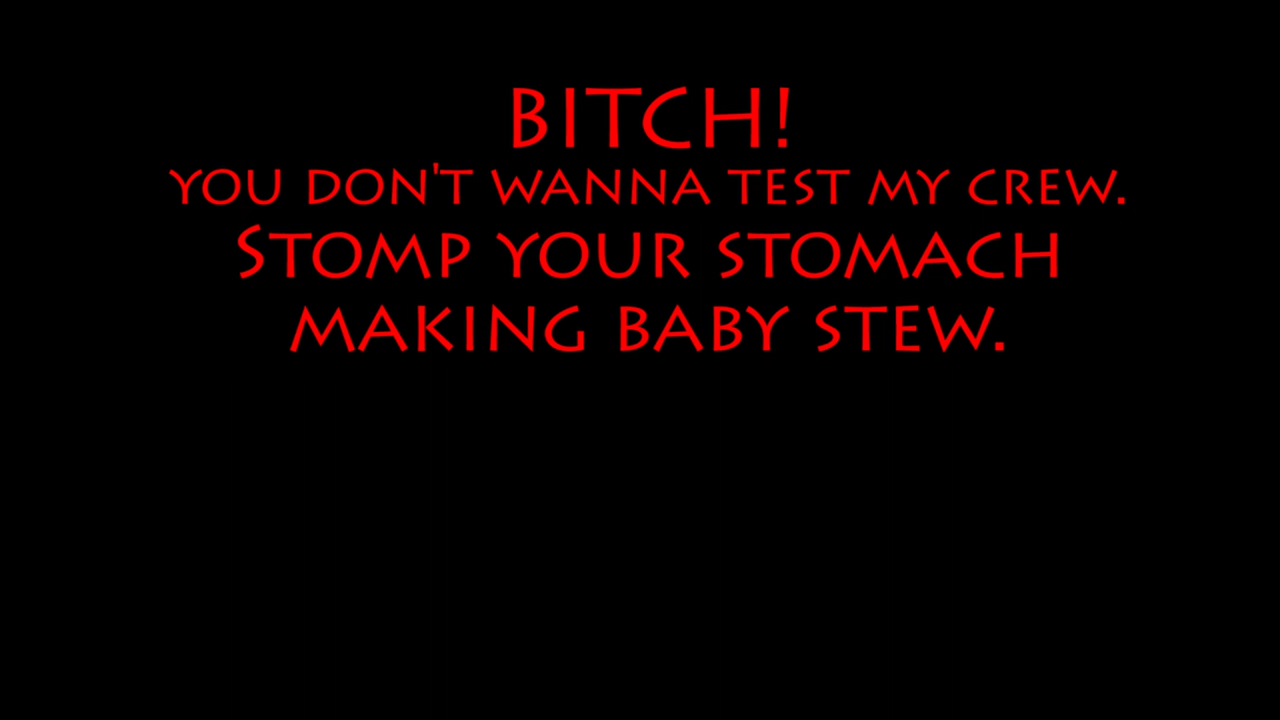 BITCH!
YOU DON'T WANNA TEST MY CREW.
STOMP YOUR STOMACH
MAKING BABY STEW.